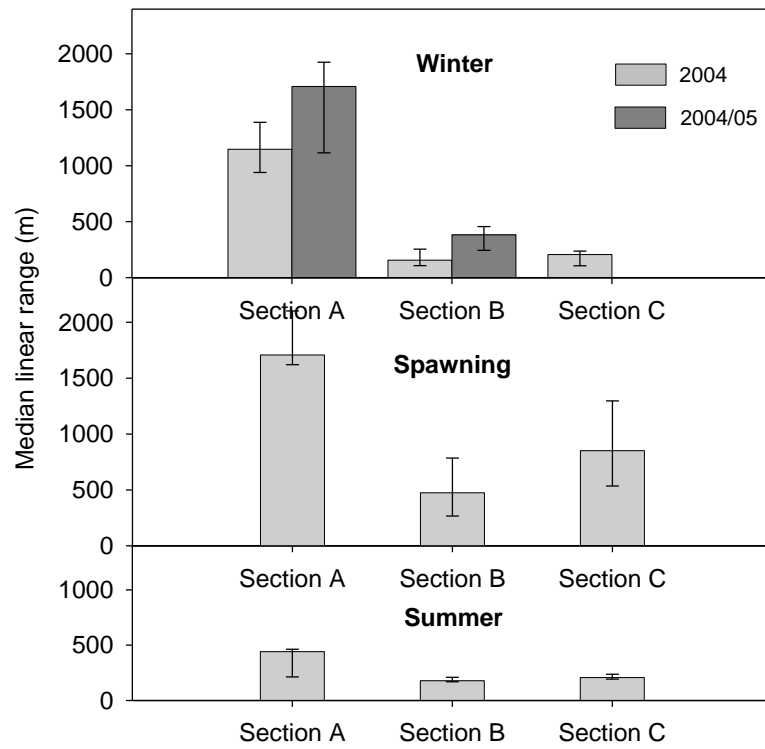 Median linear range (m)
Winter
2004
2004/05
2000
1500
1000
500
0
Section A Section B Section C
Spawning
2000
1500
1000
500
0
Section A Section B Section C
Summer
1000
500
0
Section A Section B Section C